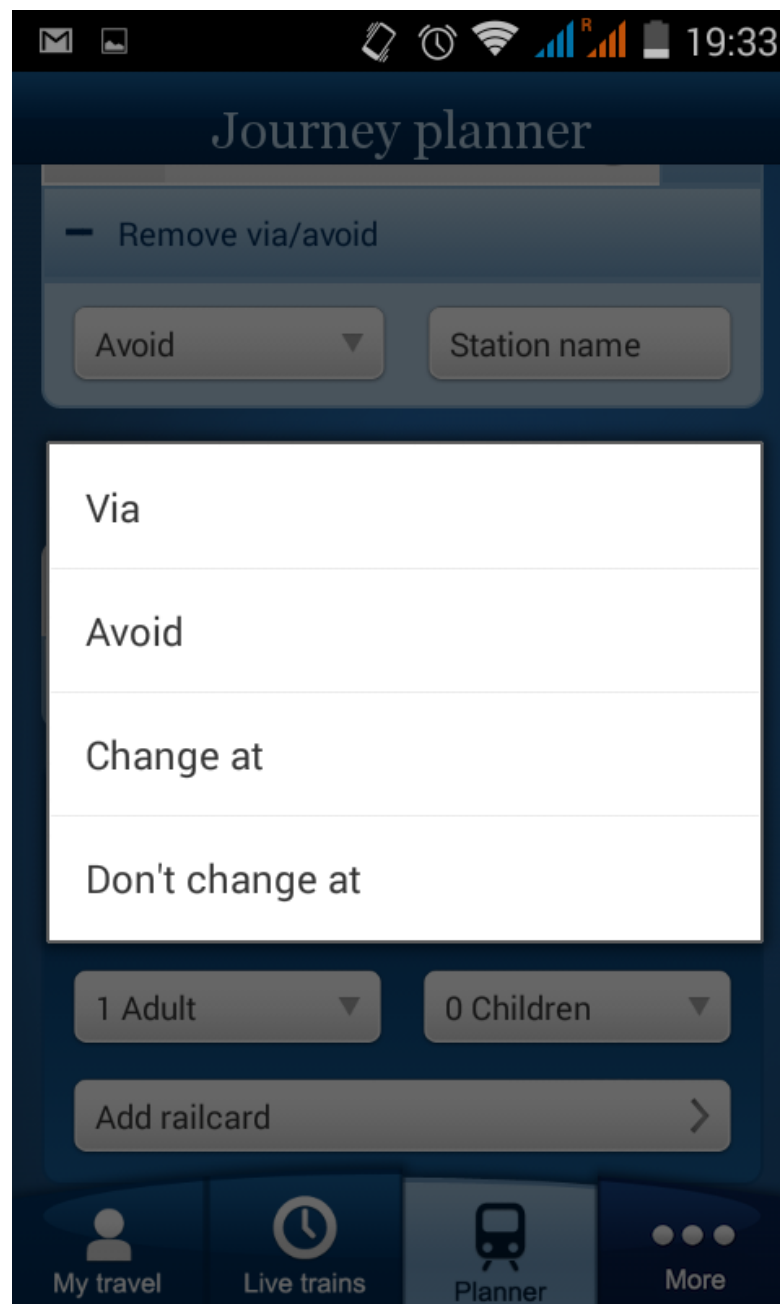 R
19:33
Journey planner
Remove via/avoid
Avoid
Station name
Via
Avoid
Change at
Don't change at
1 Adult
0 Children
Add railcard
My travel
Live trains
Planner
More